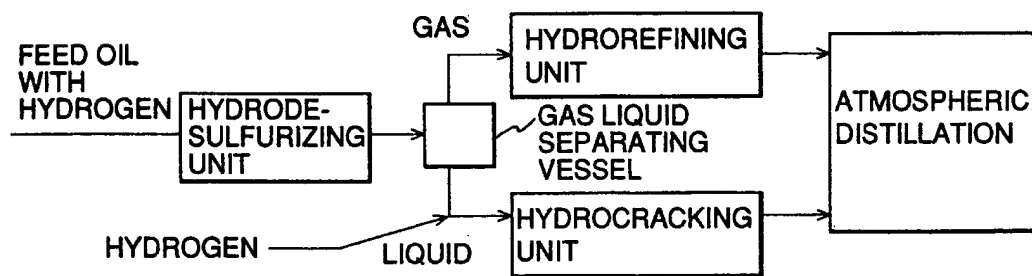 GAS
HYDROREFINING
UNIT
FEED OIL
WITH
HYDROGEN
HYDRODE-
SULFURIZING
UNIT
GAS LIQUID
SEPARATING
VESSEL
ATMOSPHERIC
DISTILLATION
HYDROGEN
LIQUID
HYDROCRACKING
UNIT